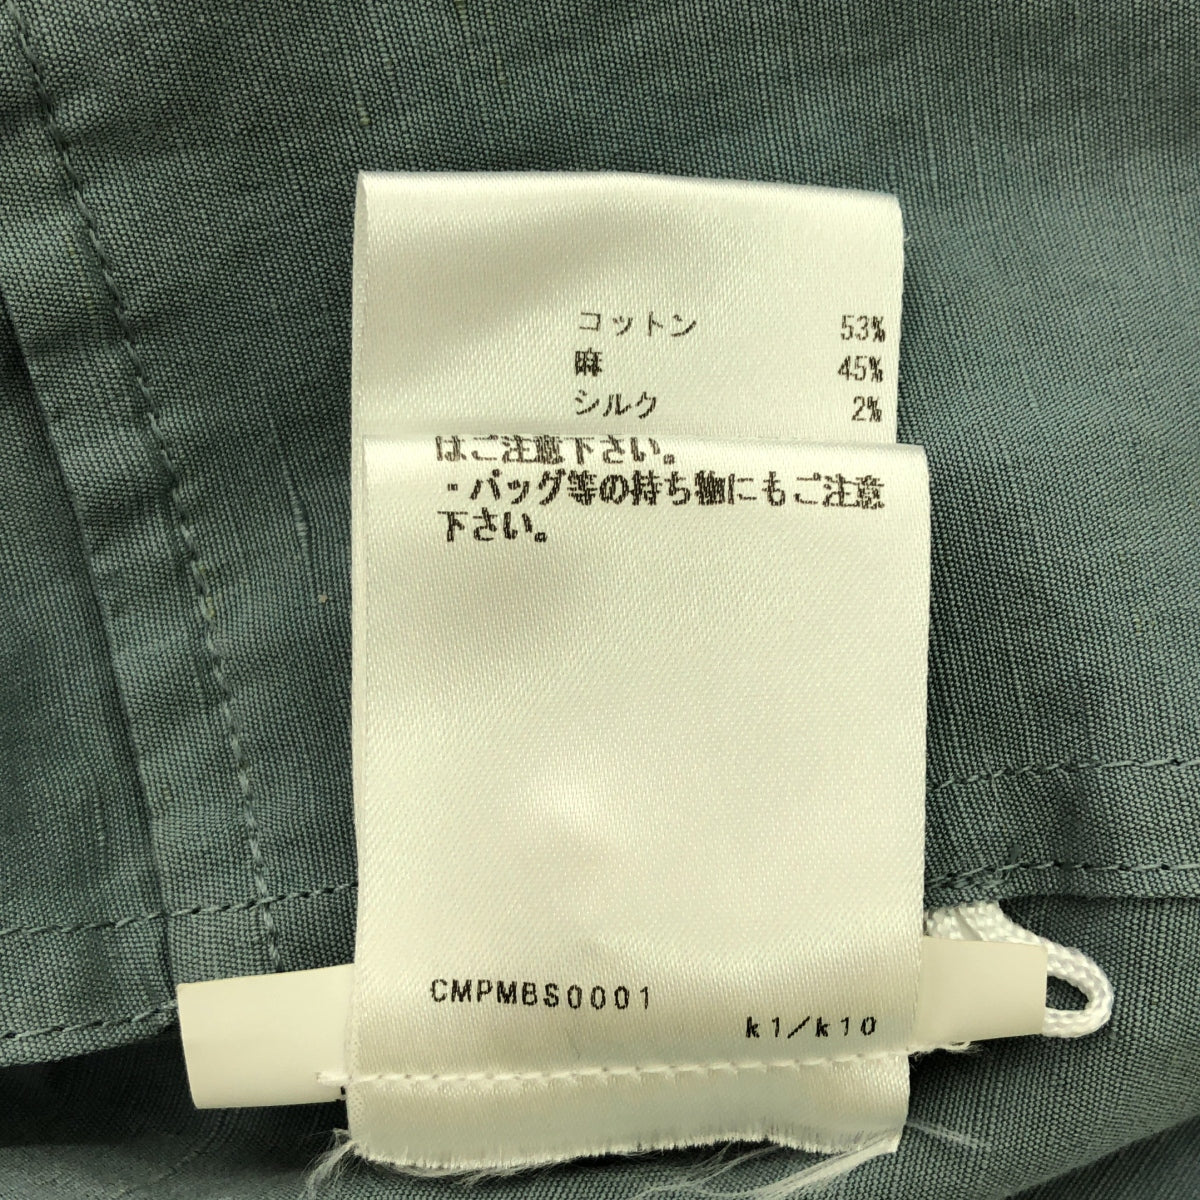 コットン 53%
麻 45%
シルク 2%
はご注意下さい。
・バッグ等の持ち物にもご注意
下さい。
CMPMBS0001
k1/k10